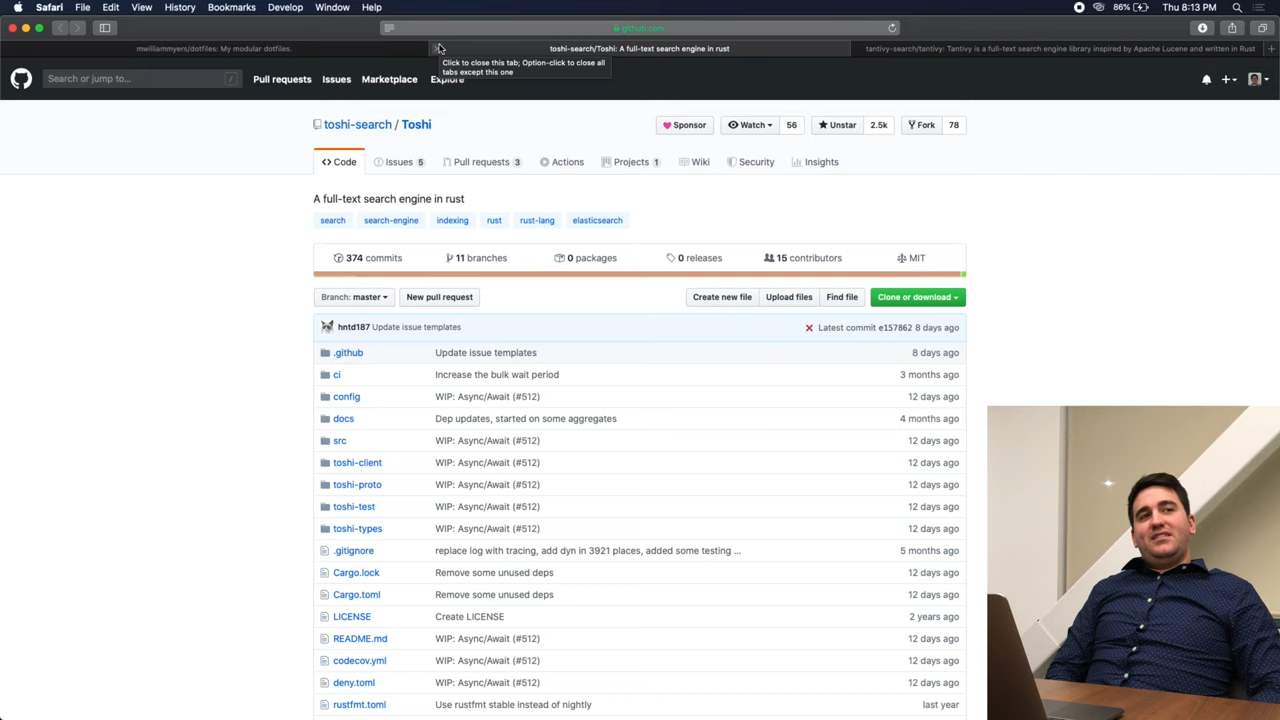 Safari File Edit View History Bookmarks Develop Window Help 86% Thu 8:13 PM
github.com
mwilliammyers/dotfiles: My modular dotfiles. toshi-search/Toshi: A full-text search engine in rust tantivy-search/tantivy: Tantivy is a full-text search engine library inspired by Apache Lucene and written in Rust
Click to close this tab; Option-click to close all
tabs except this one
Search or jump to... / Pull requests Issues Marketplace Explore
toshi-search / Toshi Sponsor Watch 56 Unstar 2.5k Fork 78
Code Issues 5 Pull requests 3 Actions Projects 1 Wiki Security Insights
A full-text search engine in rust
search search-engine indexing rust rust-lang elasticsearch
374 commits 11 branches 0 packages 0 releases 15 contributors MIT
Branch: master New pull request Create new file Upload files Find file Clone or download
hntd187 Update issue templates Latest commit e157862 8 days ago
.github Update issue templates 8 days ago
ci Increase the bulk wait period 3 months ago
config WIP: Async/Await (#512) 12 days ago
docs Dep updates, started on some aggregates 4 months ago
src WIP: Async/Await (#512) 12 days ago
toshi-client WIP: Async/Await (#512) 12 days ago
toshi-proto WIP: Async/Await (#512) 12 days ago
toshi-test WIP: Async/Await (#512) 12 days ago
toshi-types WIP: Async/Await (#512) 12 days ago
.gitignore replace log with tracing, add dyn in 3921 places, added some testing ... 5 months ago
Cargo.lock Remove some unused deps 12 days ago
Cargo.toml Remove some unused deps 12 days ago
LICENSE Create LICENSE 2 years ago
README.md WIP: Async/Await (#512) 12 days ago
codecov.yml WIP: Async/Await (#512) 12 days ago
deny.toml WIP: Async/Await (#512) 12 days ago
rustfmt.toml Use rustfmt stable instead of nightly last year